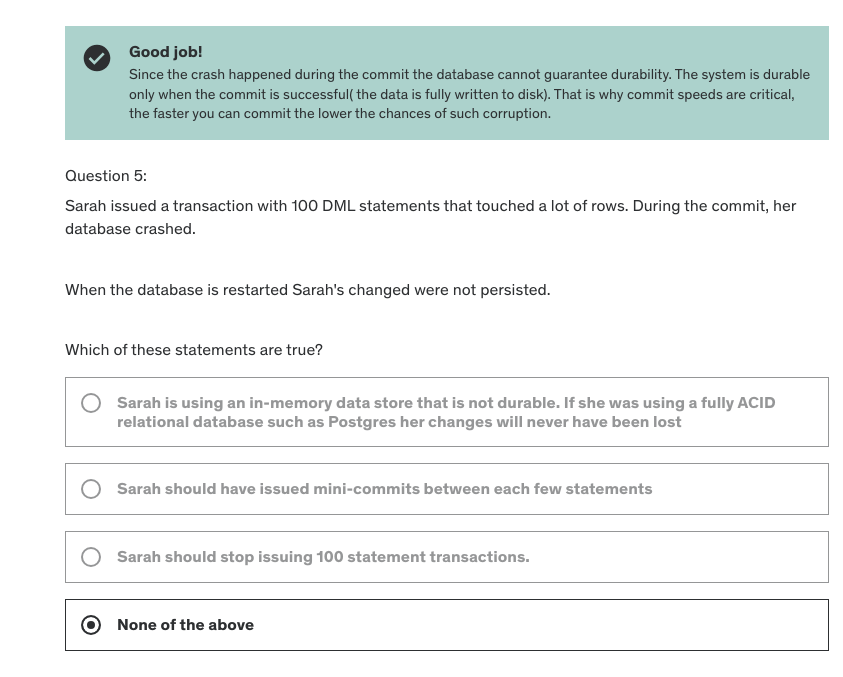 Good job!
Since the crash happened during the commit the database cannot guarantee durability. The system is durable
only when the commit is successful( the data is fully written to disk). That is why commit speeds are critical,
the faster you can commit the lower the chances of such corruption.
Question 5:
Sarah issued a transaction with 100 DML statements that touched a lot of rows. During the commit, her
database crashed.
When the database is restarted Sarah's changed were not persisted.
Which of these statements are true?
Sarah is using an in-memory data store that is not durable. If she was using a fully ACID
relational database such as Postgres her changes will never have been lost
Sarah should have issued mini-commits between each few statements
Sarah should stop issuing 100 statement transactions.
None of the above